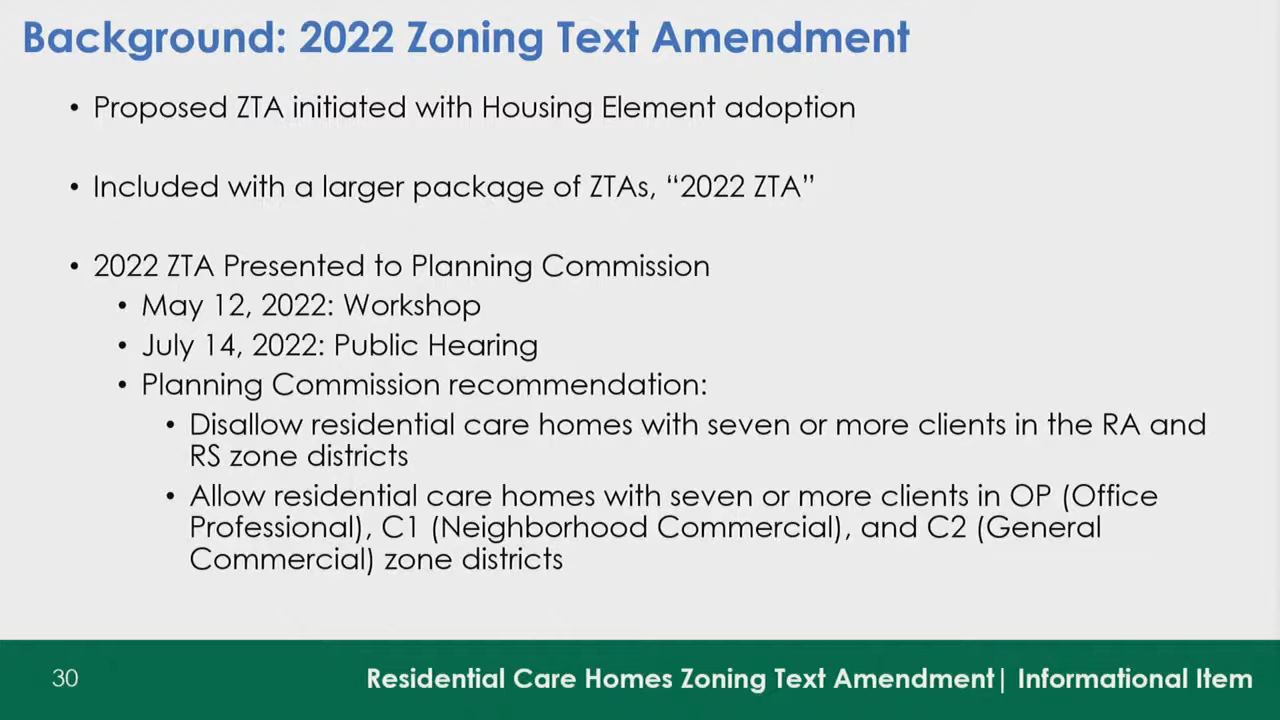 Background: 2022 Zoning Text Amendment
• Proposed ZTA initiated with Housing Element adoption
• Included with a larger package of ZTAs, “2022 ZTA”
• 2022 ZTA Presented to Planning Commission
• May 12, 2022: Workshop
• July 14, 2022: Public Hearing
• Planning Commission recommendation:
• Disallow residential care homes with seven or more clients in the RA and
RS zone districts
• Allow residential care homes with seven or more clients in OP (Office
Professional), C1 (Neighborhood Commercial), and C2 (General
Commercial) zone districts
30
Residential Care Homes Zoning Text Amendment| Informational Item